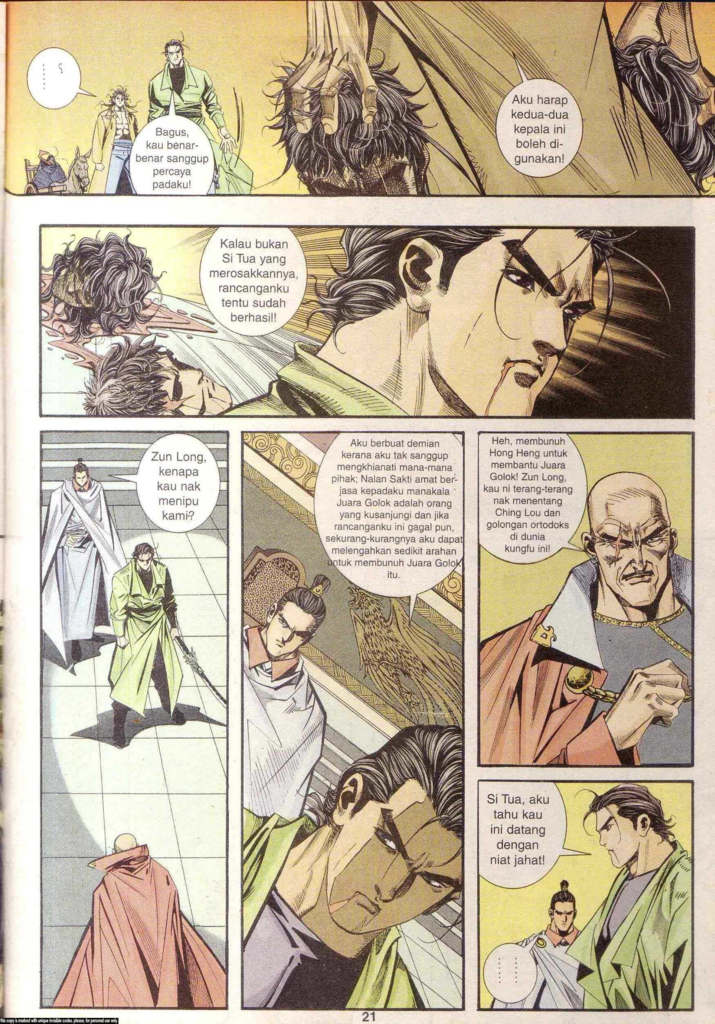 ?
......
Bagus,
kau benar-
benar sanggup
percaya
padaku!
Aku harap
kedua-dua
kepala ini
boleh di-
gunakan!
Kalau bukan
Si Tua yang
merosakkannya,
rancanganku
tentu sudah
berhasil!!
Zun Long,
kenapa
kau nak
menipu
kami?
Aku berbuat demian
kerana aku tak sanggup
mengkhianati mana-mana
pihak; Nalan Sakti amat ber-
jasa kepadaku manakaia
Juara Golok adalah orang
yang kusanjungi dan jika
rancanganku ini gagal pun,
sekurang-kurangnya aku dapat
melengahkan sedikit arahan
untuk membunuh Juara Golok
itu.
Heh, membunuh
Hong Heng untuk
membantu Juara
Golok! Zun Long,
kau ni terang-terang
nak menentang
Ching Lou dan
golongan ortodoks
di dunia
kungfu ini!
Si Tua, aku
tahu kau
ini datang
dengan
niat jahat!
......
21